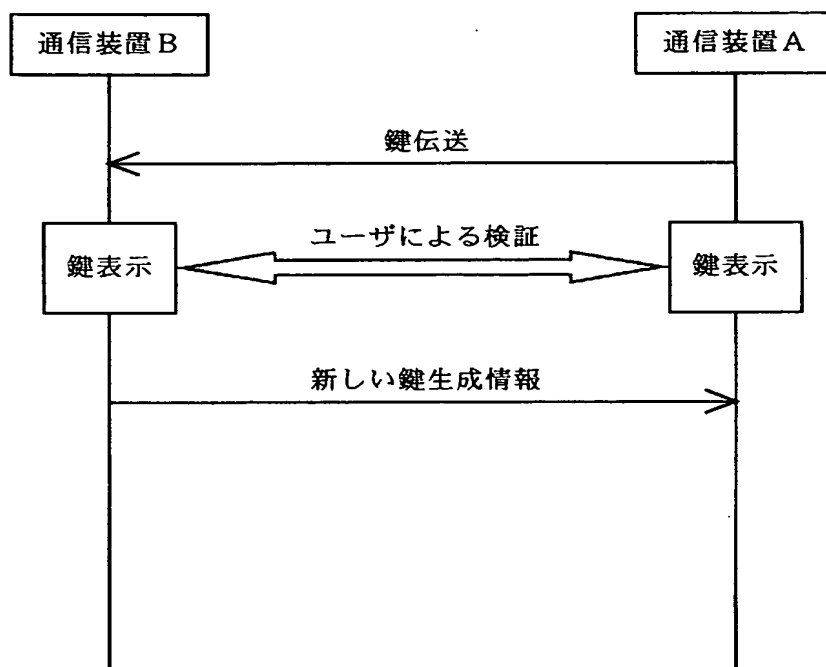 通信装置B
通信装置A
鍵伝送
ユーザによる検証
鍵表示
鍵表示
新しい鍵生成情報